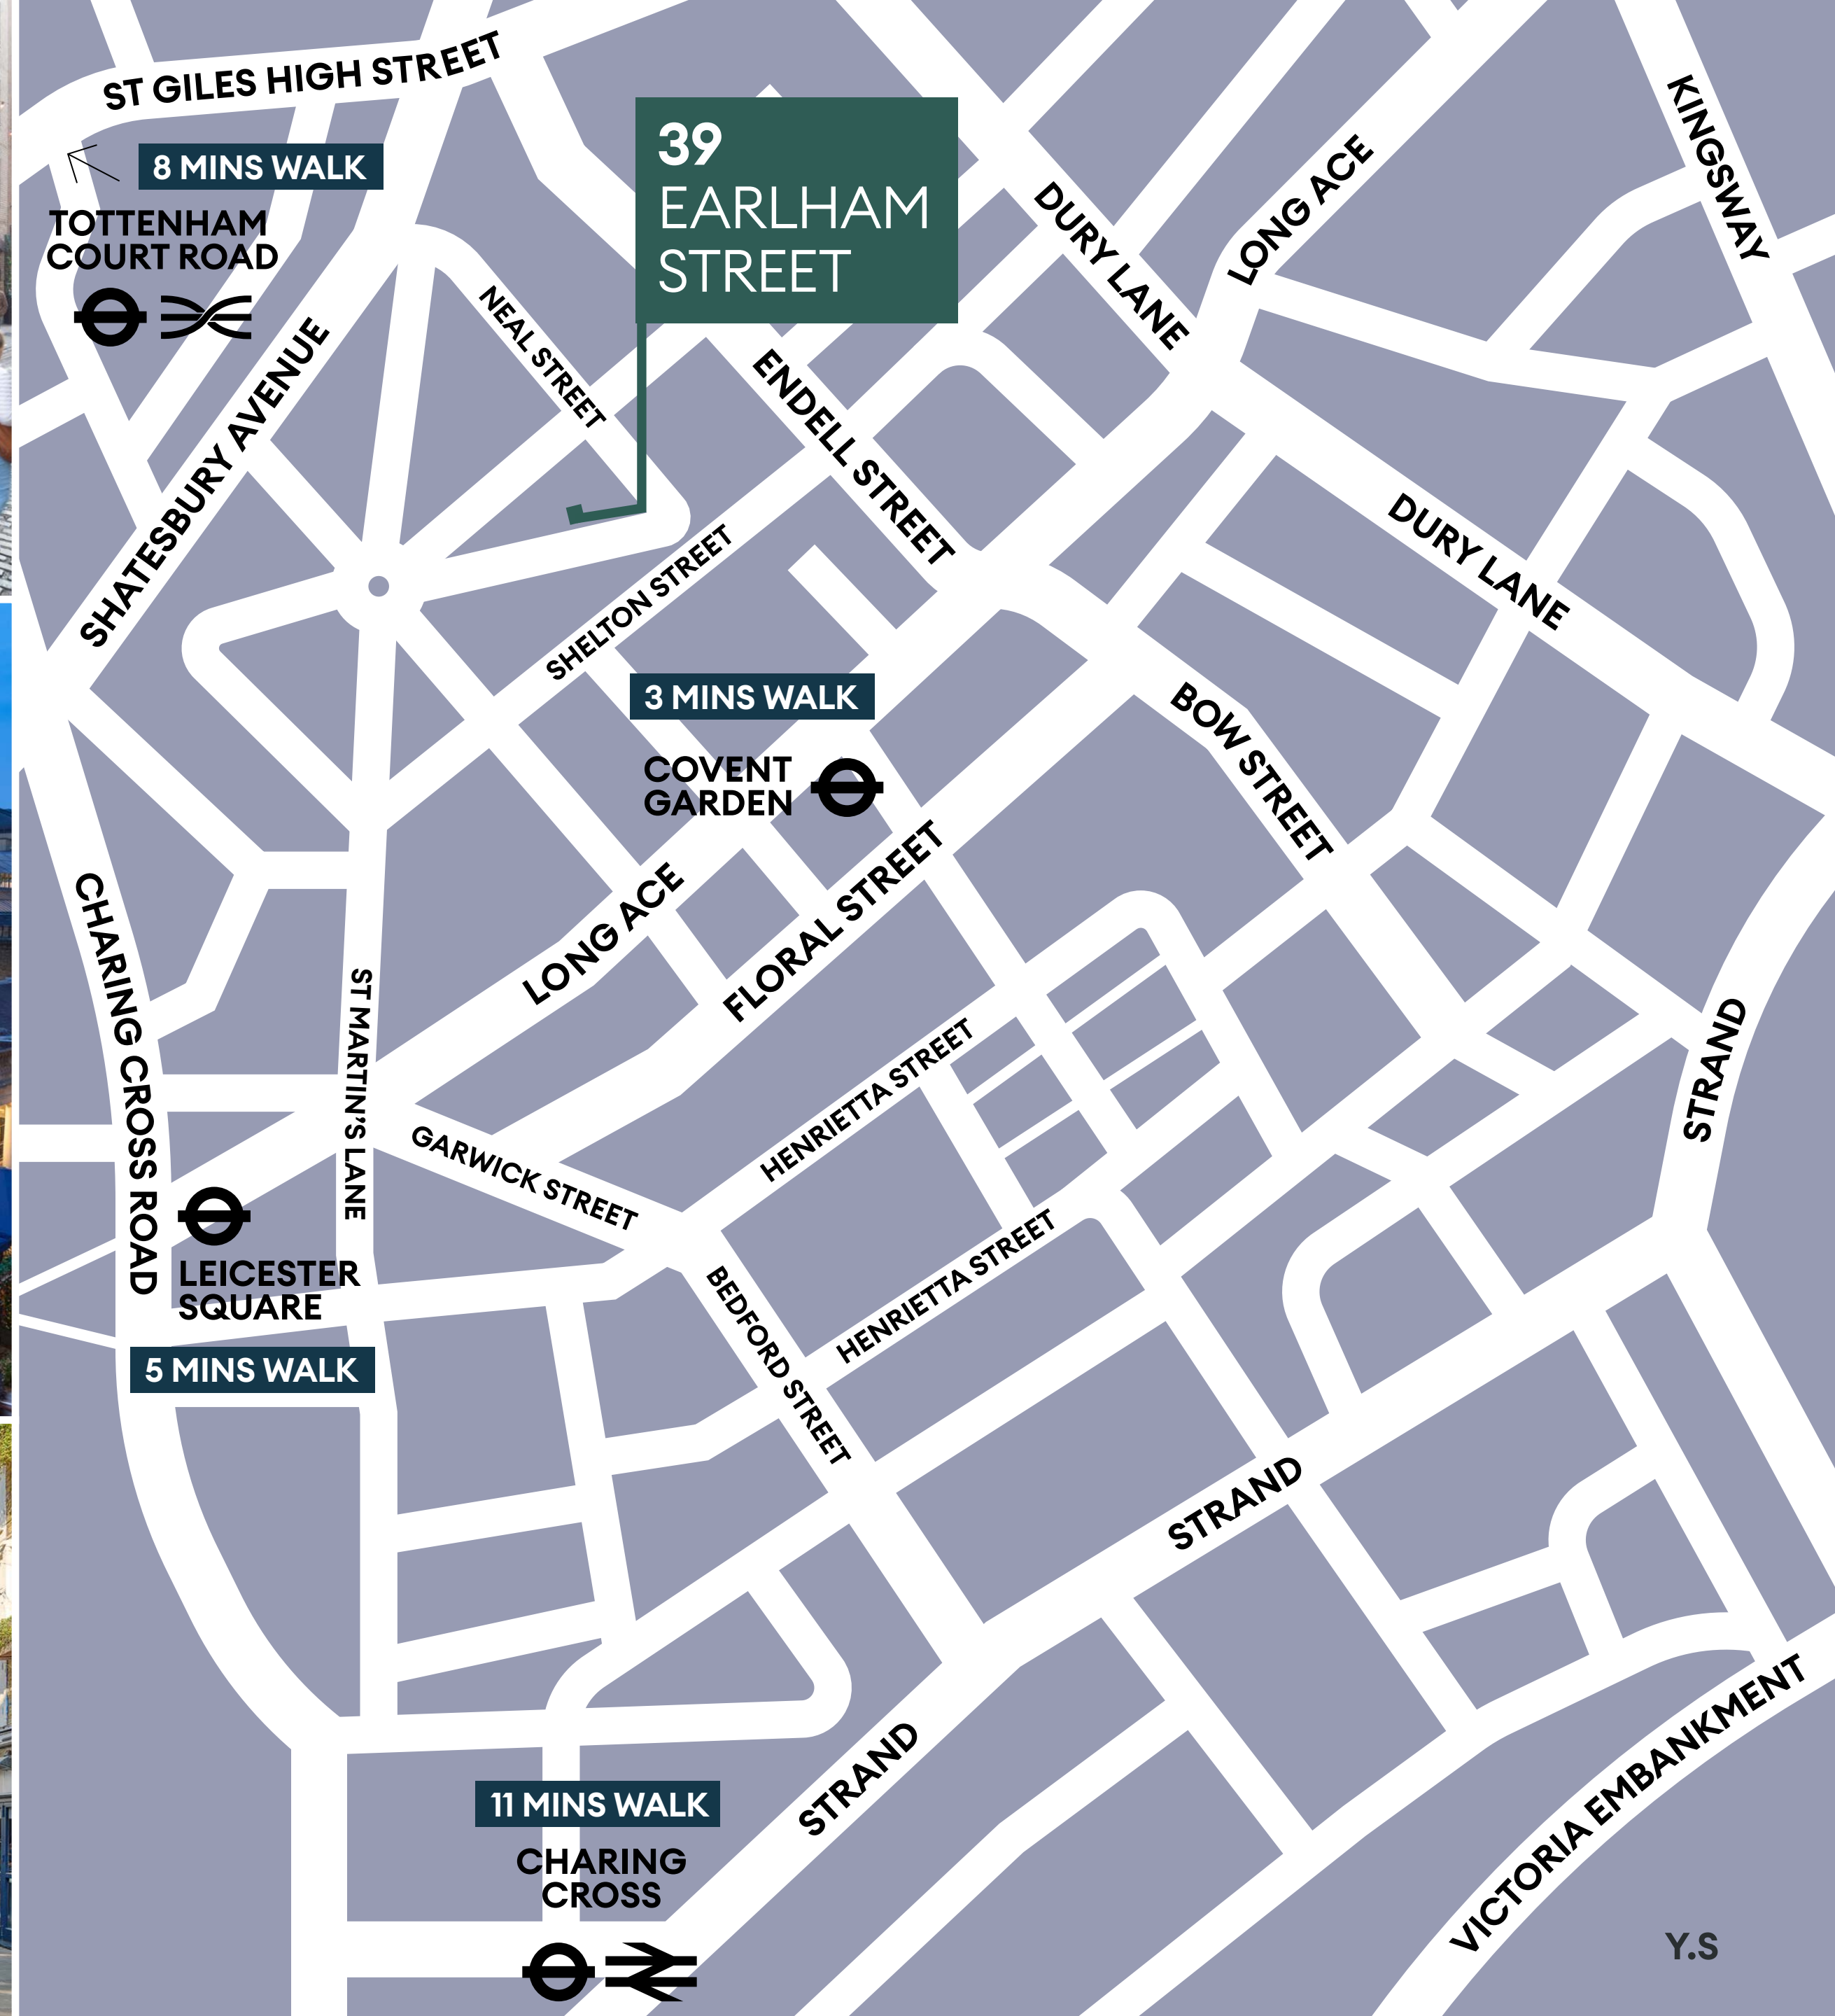 ST GILES HIGH STREET
8 MINS WALK
TOTTENHAM
COURT ROAD
39
EARLHAM
STREET
KINGSWAY
LONG ACE
DURY LANE
NEAL STREET
SHATESBURY AVENUE
ENDELL STREET
DURY LANE
SHELTON STREET
3 MINS WALK
COVENT
GARDEN
BOW STREET
CHARING CROSS ROAD
LONG ACE
FLORAL STREET
ST MARTIN'S LANE
HENRIETTA STREET
STRAND
GARWICK STREET
LEICESTER
SQUARE
5 MINS WALK
HENRIETTA STREET
BEDFORD STREET
STRAND
11 MINS WALK
CHARING
CROSS
STRAND
VICTORIA EMBANKMENT
Y.S